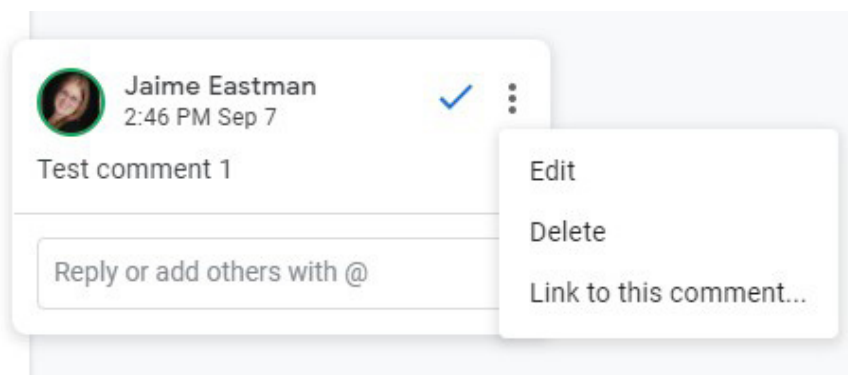 Jaime Eastman
2:46 PM Sep 7
Test comment 1
Reply or add others with @
Edit
Delete
Link to this comment...